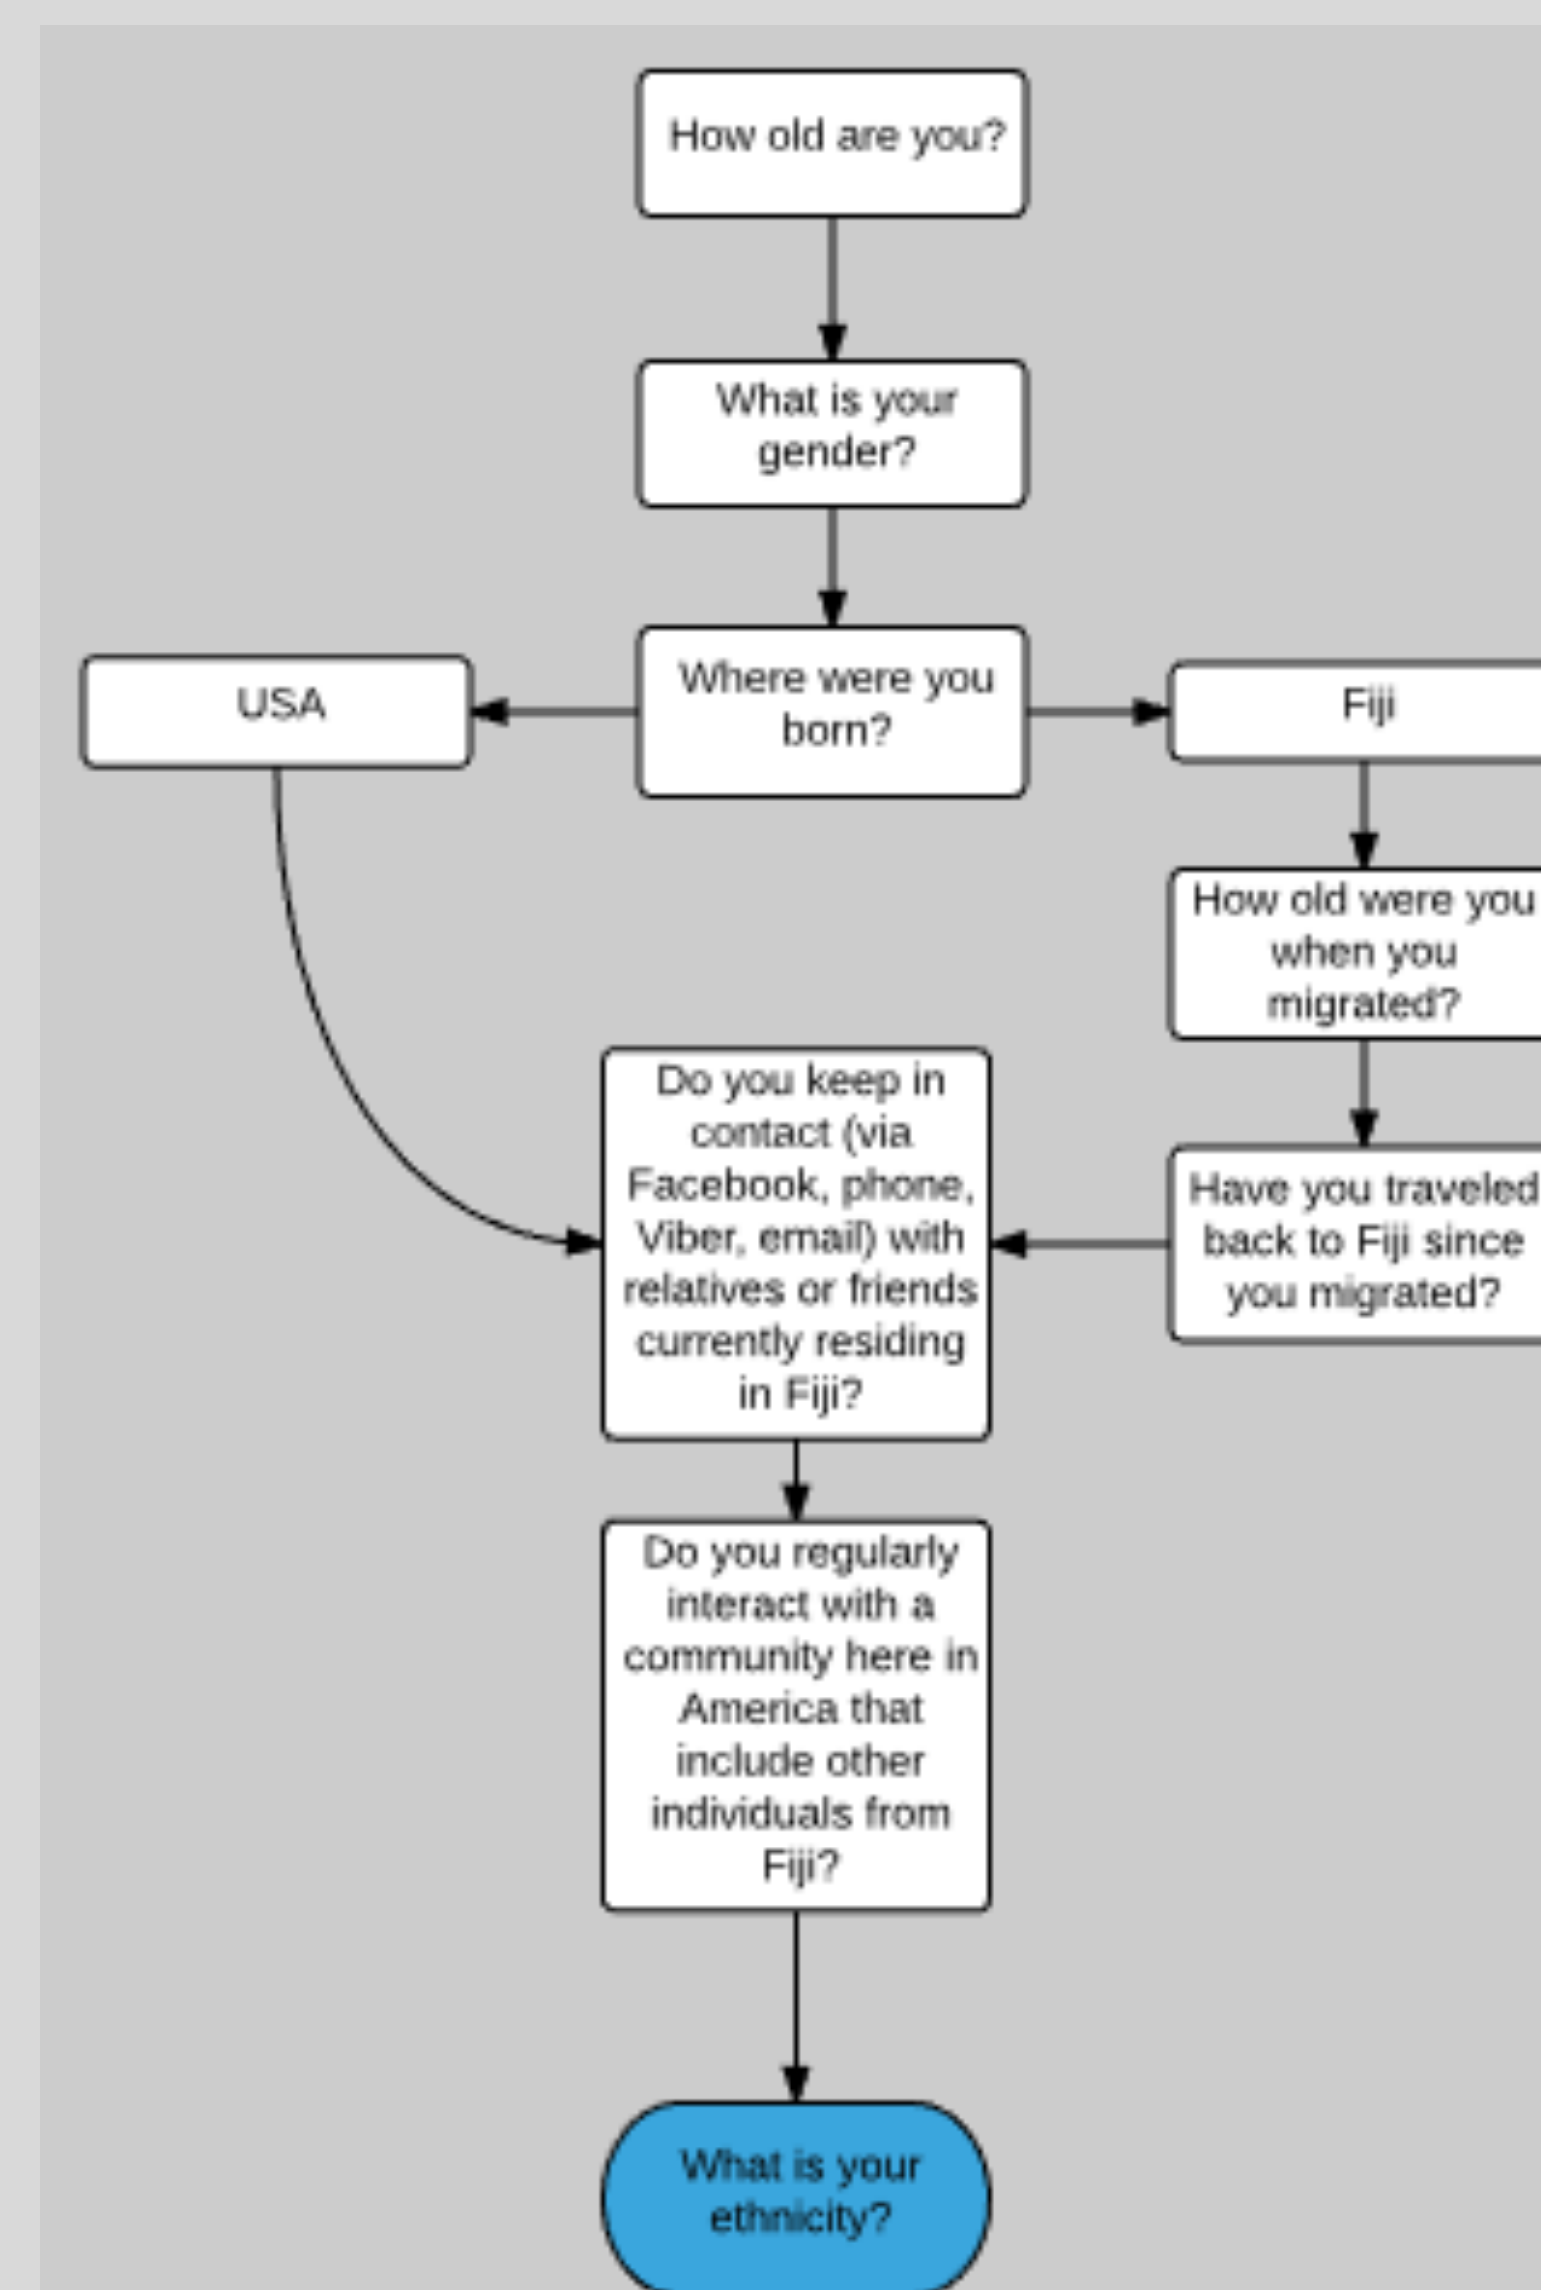 How old are you?
What is your
gender?
Where were you
born?
USA
Fiji
How old were you
when you
migrated?
Have you traveled
back to Fiji since
you migrated?
Do you keep in
contact (via
Facebook, phone,
Viber, email) with
relatives or friends
currently residing
in Fiji?
Do you regularly
interact with a
community here in
America that
include other
individuals from
Fiji?
What is your
ethnicity?